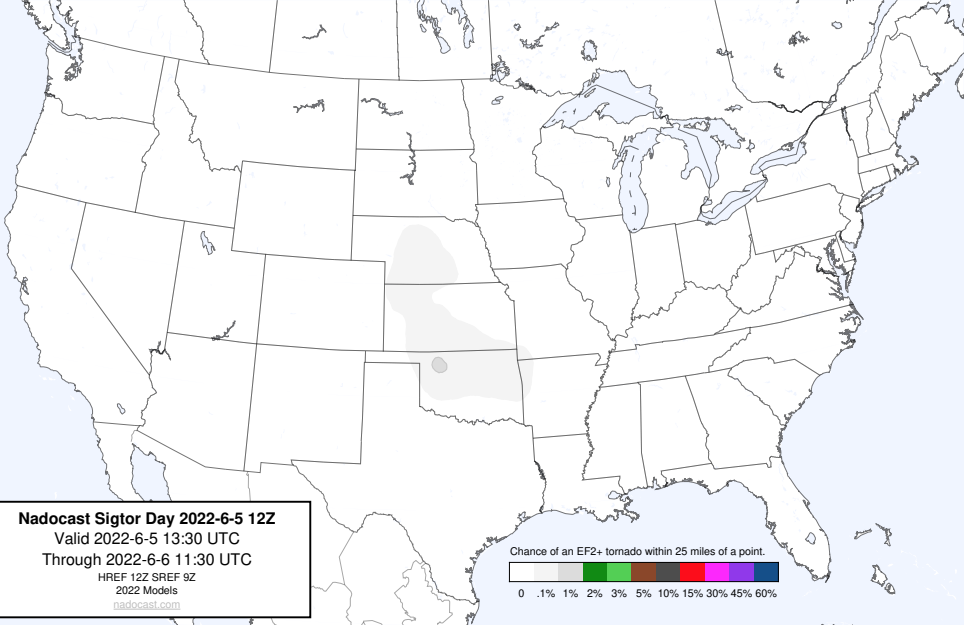 Nadocast Sigtor Day 2022-6-5 12Z
Valid 2022-6-5 13:30 UTC
Through 2022-6-6 11:30 UTC
HREF 12Z SREF 9Z
2022 Models
nadocast.com
Chance of an EF2+ tornado within 25 miles of a point.
0 .1% 1% 2% 3% 5% 10% 15% 30% 45% 60%